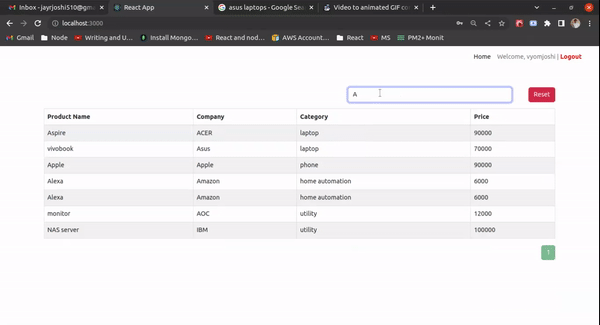 Inbox - jayrjoshi510@gma
React App
asus laptops - Google Sea
Video to animated GIF co
localhost:3000
Gmail
Node
Writing and U...
Install Mongo...
React and node...
AWS Account...
React
MS
PM2+ Monit
Home Welcome, vyomjoshi | Logout
A
Reset
Product Name Company Category Price
Aspire ACER laptop 90000
vivobook Asus laptop 70000
Apple Apple phone 90000
Alexa Amazon home automation 6000
Alexa Amazon home automation 6000
monitor AOC utility 12000
NAS server IBM utility 100000
1